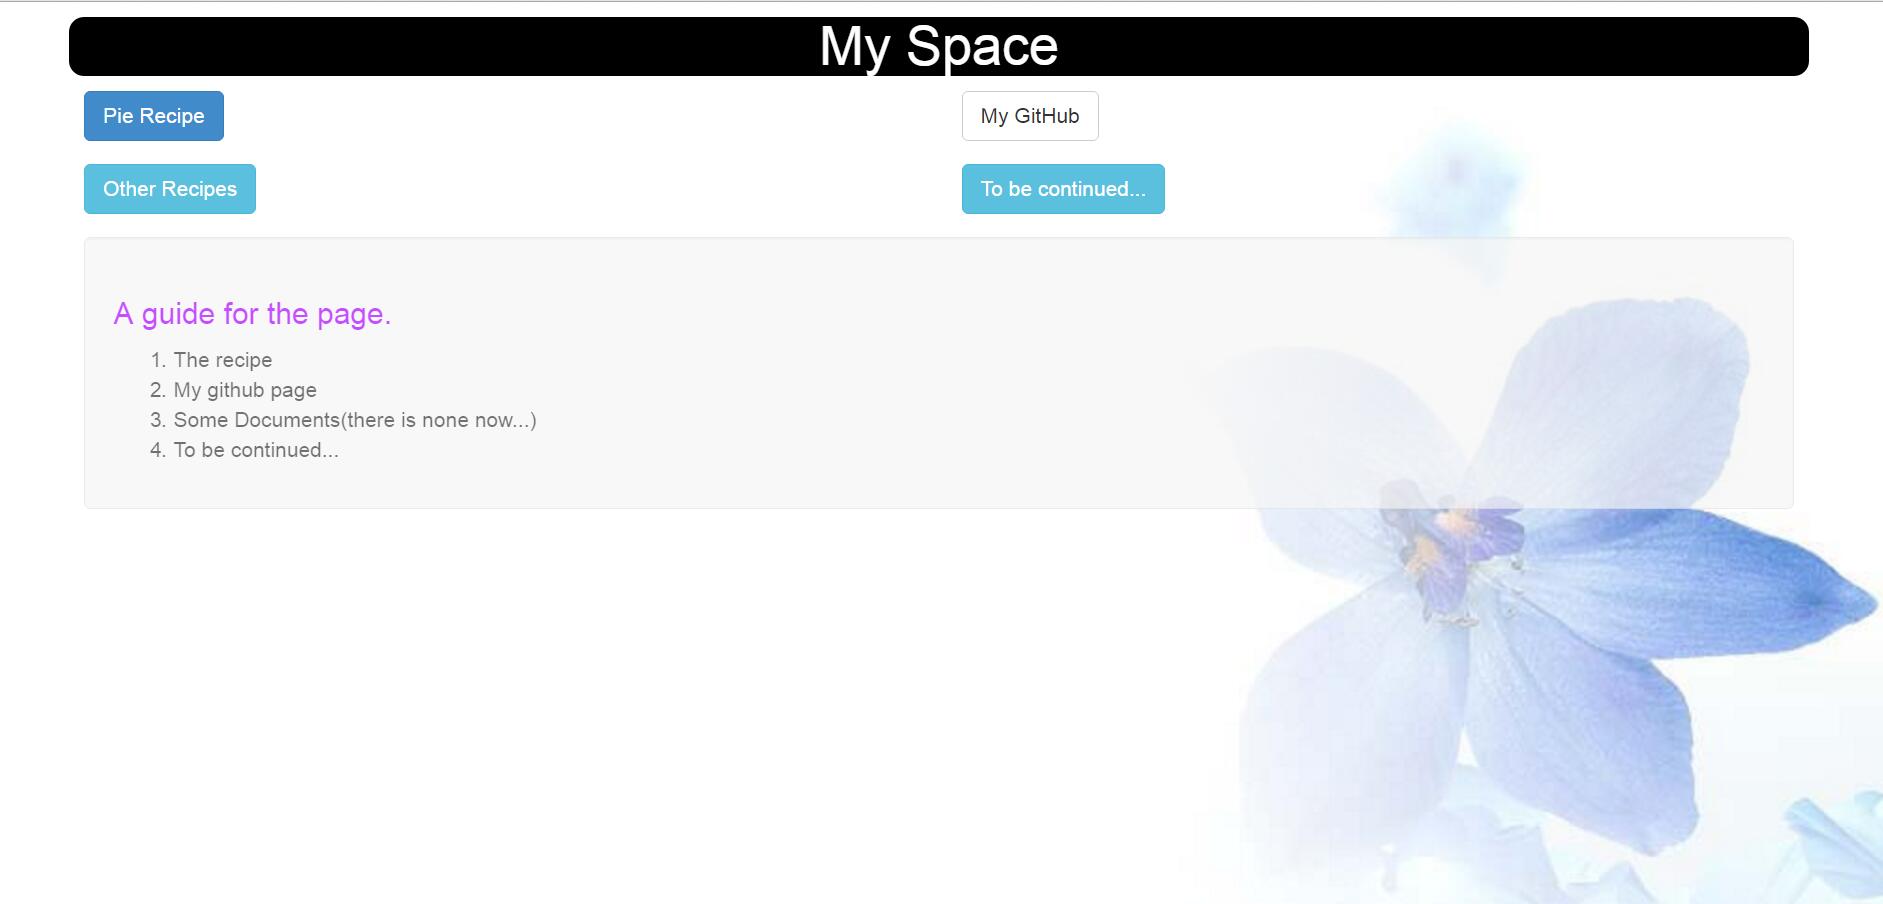 My Space
Pie Recipe
My GitHub
Other Recipes
To be continued...
A guide for the page.
1. The recipe
2. My github page
3. Some Documents(there is none now...)
4. To be continued...